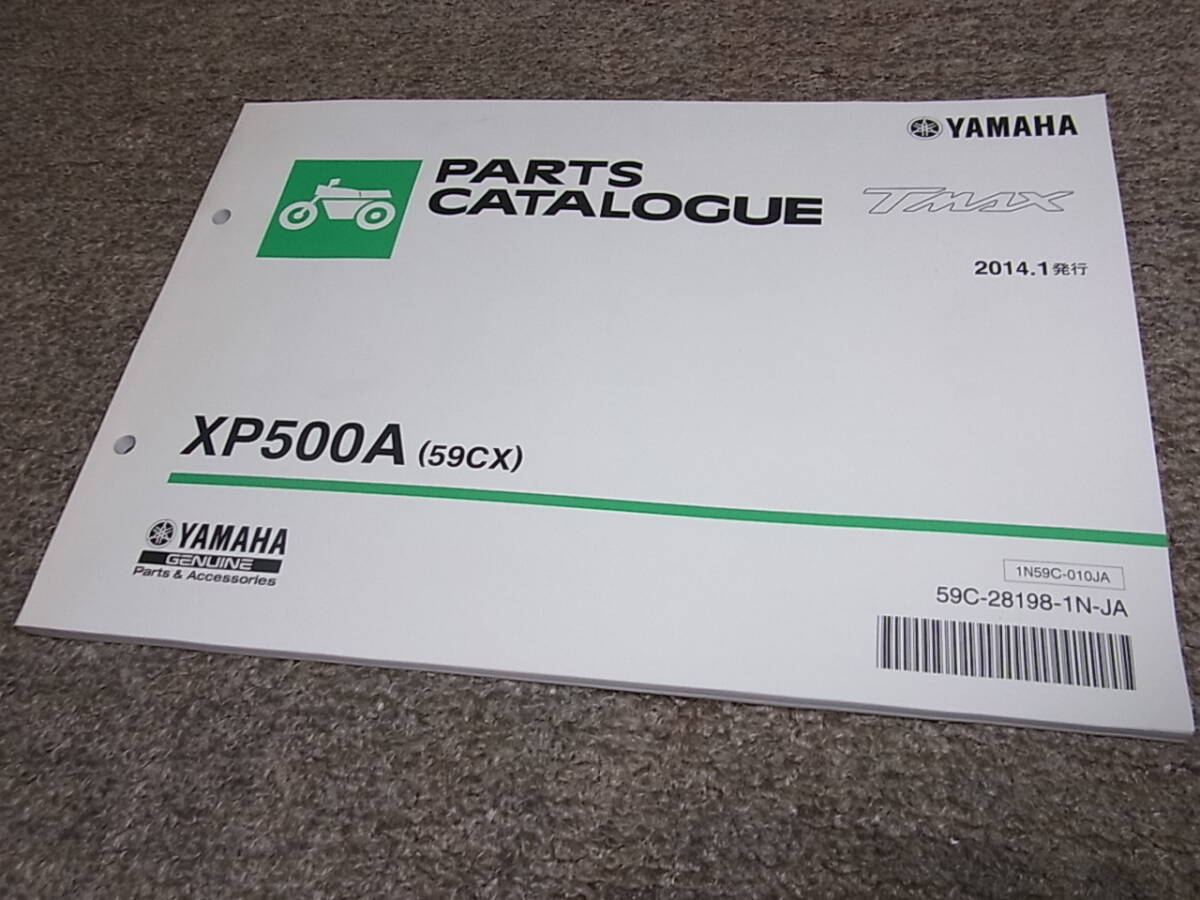 YAMAHA
PARTS
CATALOGUE
TMAX
2014.1発行
XP500A (59CX)
YAMAHA
GENUINE
Parts & Accessories
1N59C-010JA
59C-28198-1N-JA